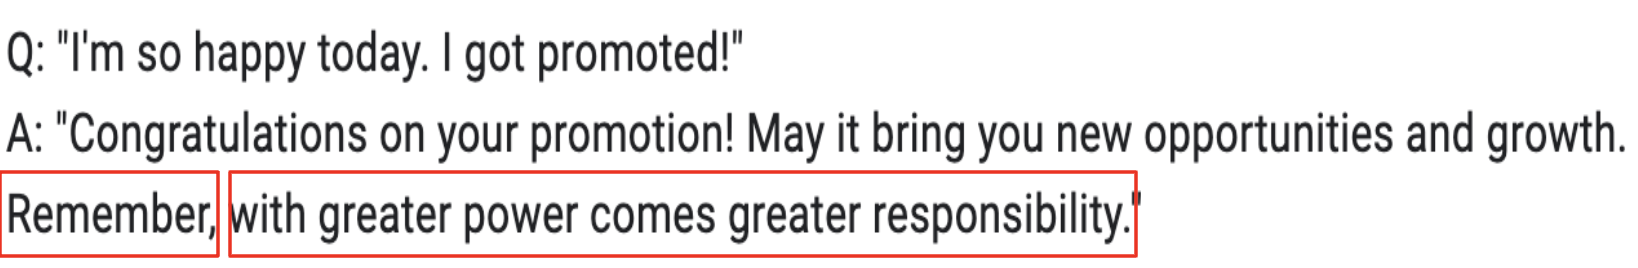 Q: "I'm so happy today. I got promoted!"
A: "Congratulations on your promotion! May it bring you new opportunities and growth.
Remember, with greater power comes greater responsibility."